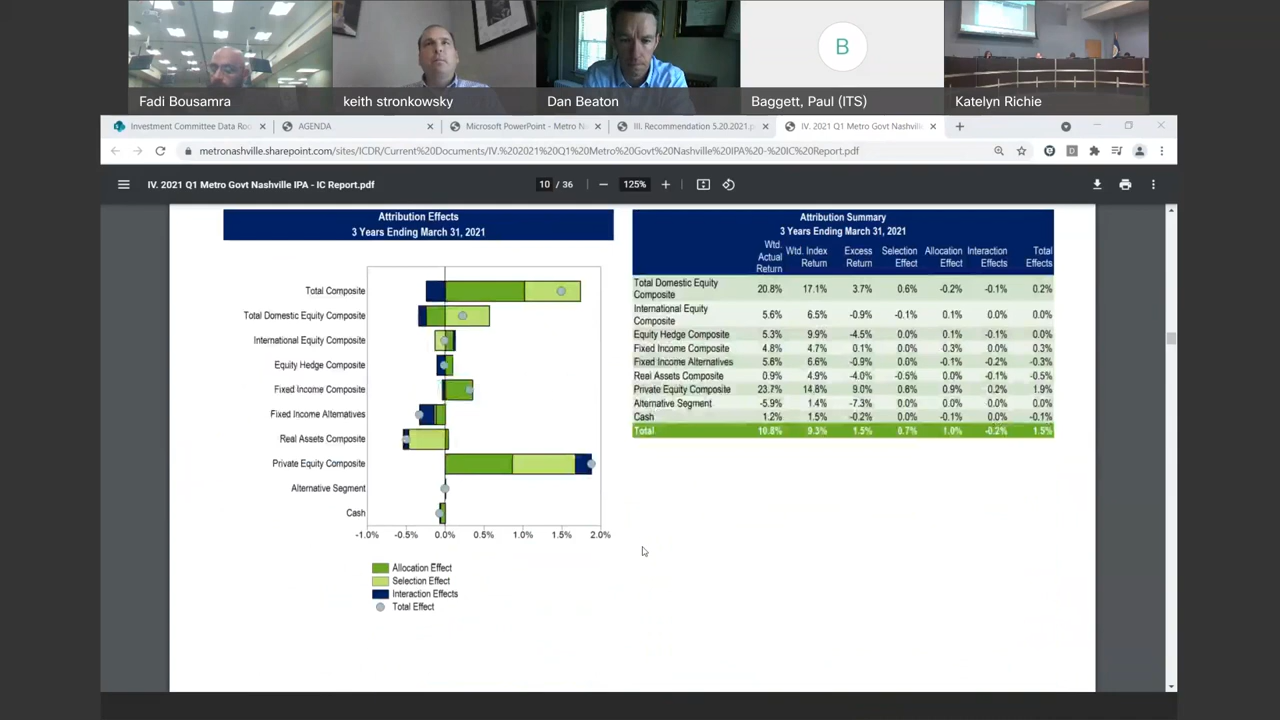 B
Fadi Bousamra
keith stronkowsky
Dan Beaton
Baggett, Paul (ITS)
Katelyn Richie
Investment Committee Data Roo
AGENDA
Microsoft PowerPoint - Metro N
III. Recommendation 5.20.2021.p
IV. 2021 Q1 Metro Govt Nashvill
metronashville.sharepoint.com/sites/ICDR/Current%20Documents/IV.%202021%20Q1%20Metro%20Govt%20Nashville%20IPA%20-%20IC%20Report.pdf
IV. 2021 Q1 Metro Govt Nashville IPA - IC Report.pdf
10 / 36
125%
Attribution Effects
3 Years Ending March 31, 2021
Total Composite
Total Domestic Equity Composite
International Equity Composite
Equity Hedge Composite
Fixed Income Composite
Fixed Income Alternatives
Real Assets Composite
Private Equity Composite
Alternative Segment
Cash
-1.0% -0.5% 0.0% 0.5% 1.0% 1.5% 2.0%
Allocation Effect
Selection Effect
Interaction Effects
Total Effect
Attribution Summary
3 Years Ending March 31, 2021
Wtd. Actual Return Wtd. Index Return Excess Return Selection Effect Allocation Effect Interaction Effects Total Effects
Total Domestic Equity Composite 20.8% 17.1% 3.7% 0.6% -0.2% -0.1% 0.2%
International Equity Composite 5.6% 6.5% -0.9% -0.1% 0.1% 0.0% 0.0%
Equity Hedge Composite 5.3% 9.9% -4.5% 0.0% 0.1% -0.1% 0.0%
Fixed Income Composite 4.8% 4.7% 0.1% 0.0% 0.3% 0.0% 0.3%
Fixed Income Alternatives 5.6% 6.6% -0.9% 0.0% -0.1% -0.2% -0.3%
Real Assets Composite 0.9% 4.9% -4.0% -0.5% 0.0% -0.1% -0.5%
Private Equity Composite 23.7% 14.8% 9.0% 0.8% 0.9% 0.2% 1.9%
Alternative Segment -5.9% 1.4% -7.3% 0.0% 0.0% 0.0% 0.0%
Cash 1.2% 1.5% -0.2% 0.0% -0.1% 0.0% -0.1%
Total 10.8% 9.3% 1.5% 0.7% 1.0% -0.2% 1.5%